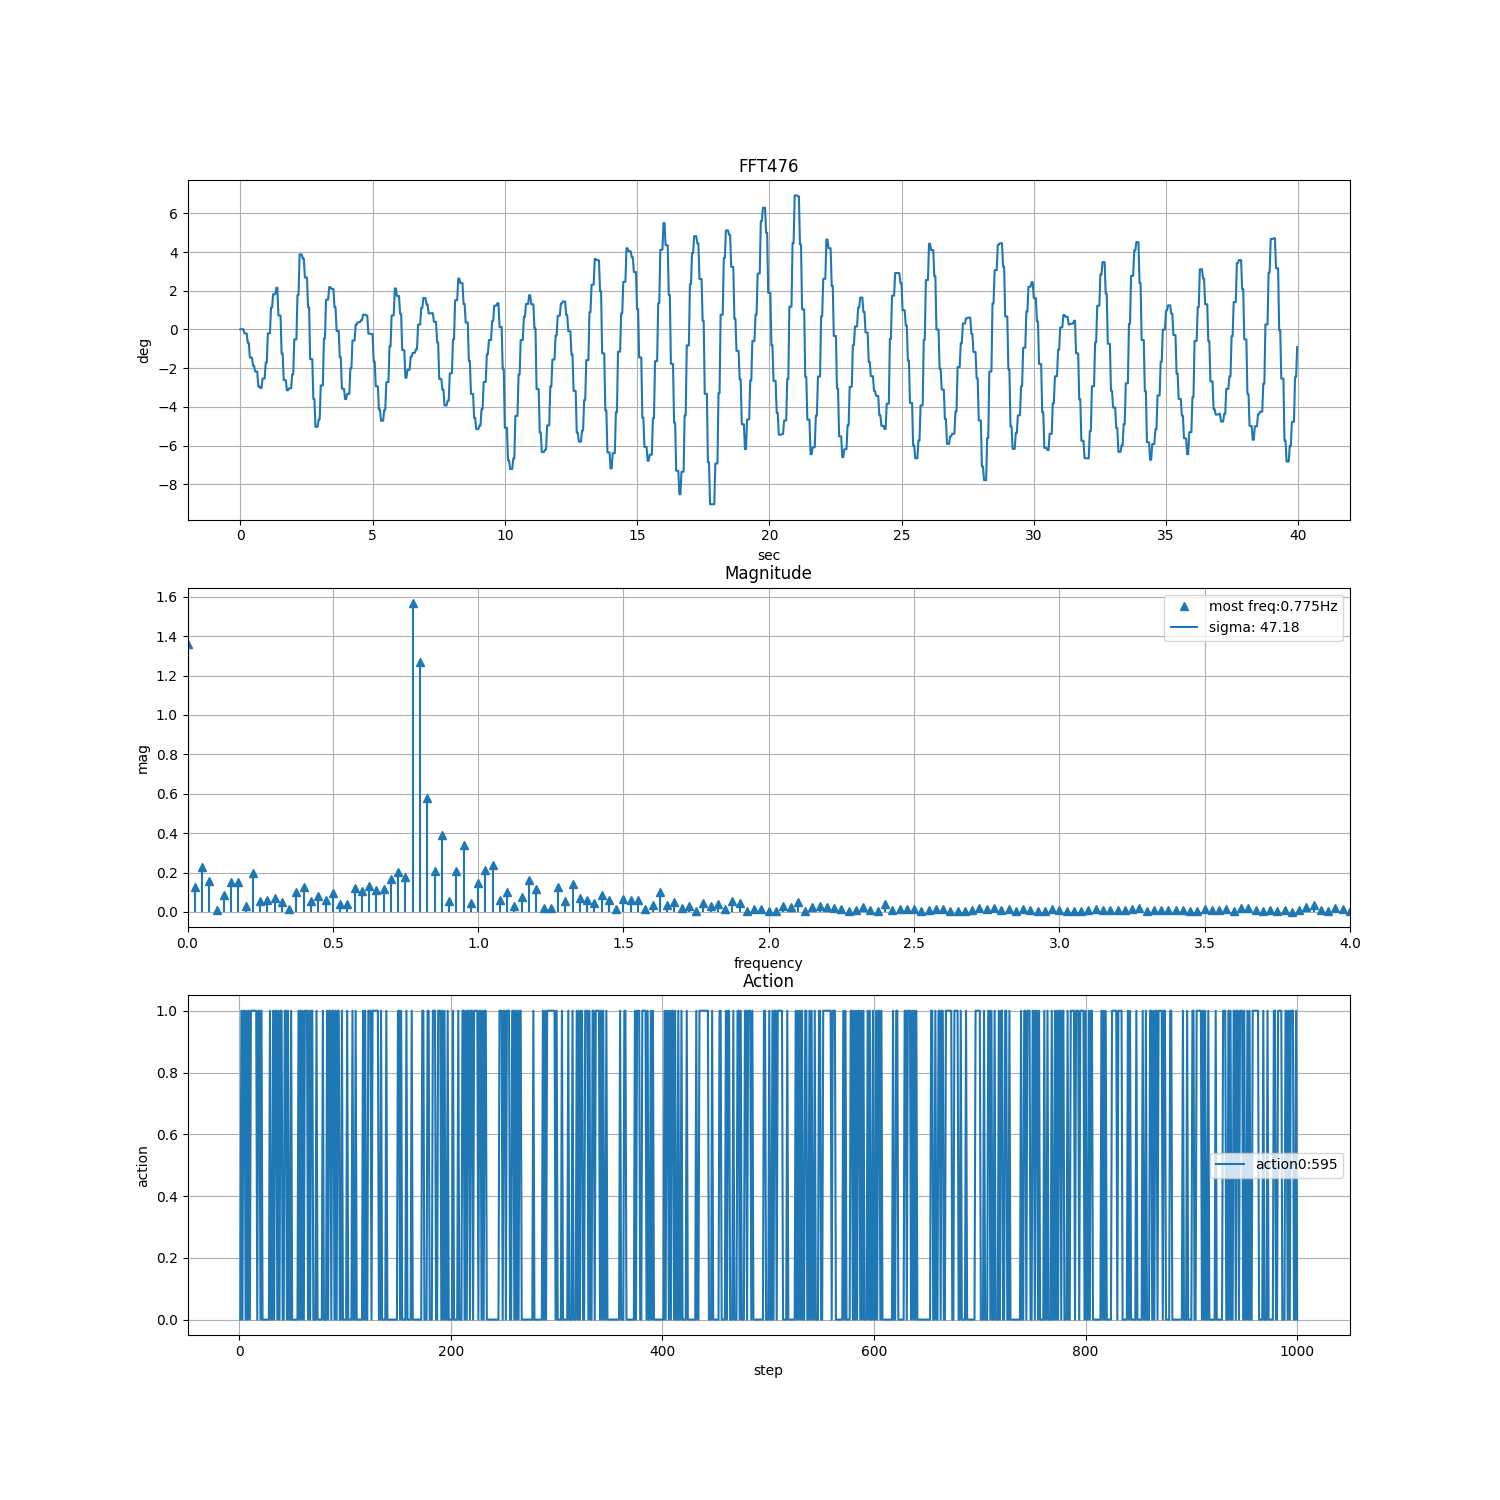 FFT476
deg
6
4
2
0
−2
−4
−6
−8
0 5 10 15 20 25 30 35 40
sec
Magnitude
mag
1.6
1.4
1.2
1.0
0.8
0.6
0.4
0.2
0.0
most freq:0.775Hz
sigma: 47.18
0.0 0.5 1.0 1.5 2.0 2.5 3.0 3.5 4.0
frequency
Action
action
1.0
0.8
0.6
0.4
0.2
0.0
action0:595
0 200 400 600 800 1000
step